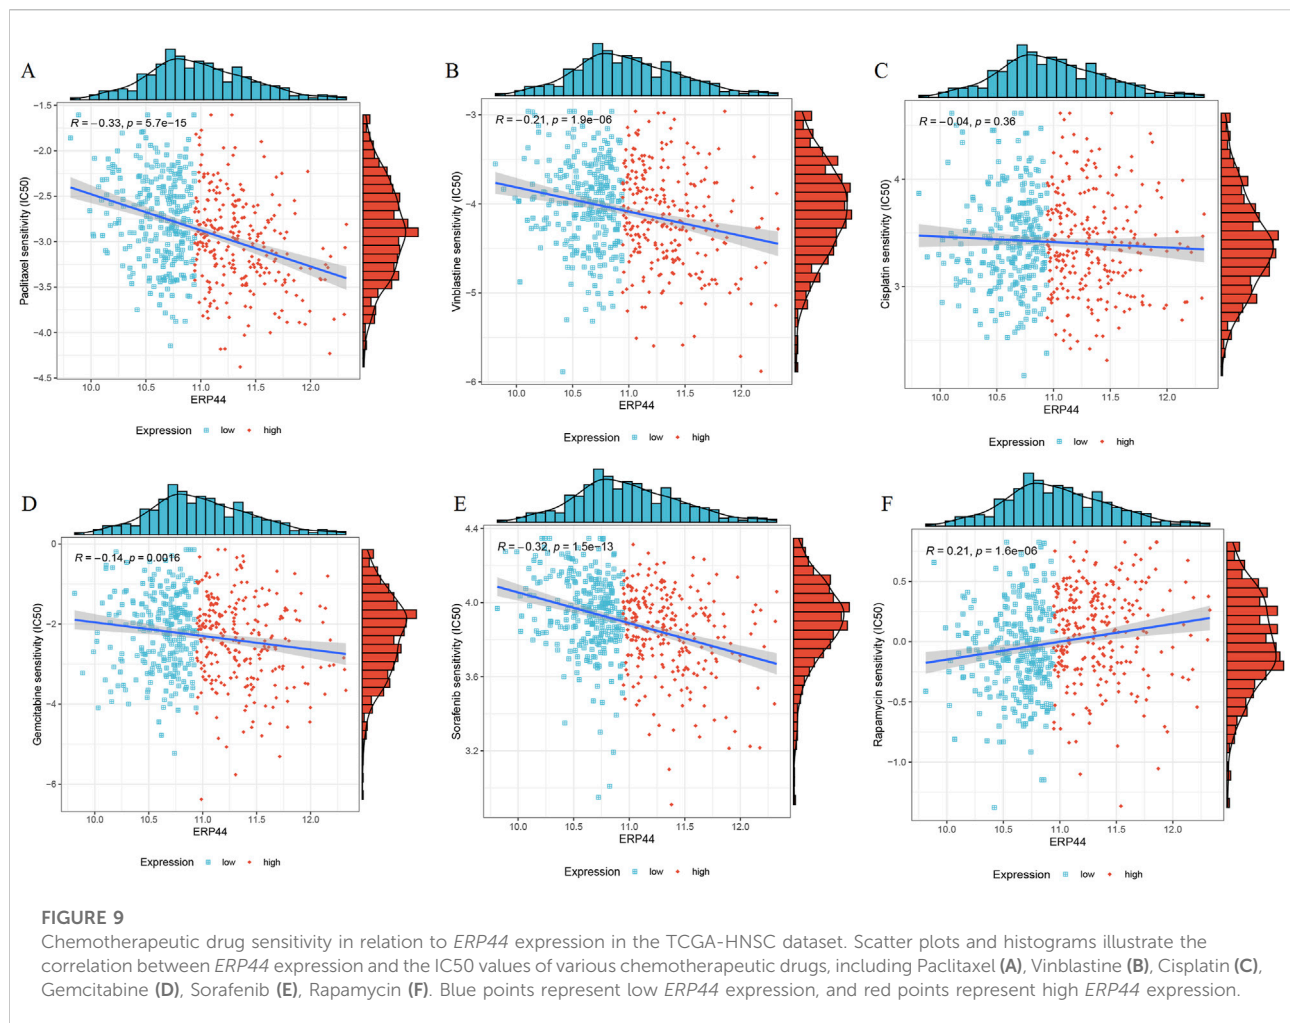 A
R = −0.33, p = 5.7e−15
Paclitaxel sensitivity (IC50)
−1.5
−2.0
−2.5
−3.0
−3.5
−4.0
−4.5
10.0 10.5 11.0 11.5 12.0
ERP44
Expression low high
B
R = −0.21, p = 1.9e−06
Vinblastine sensitivity (IC50)
−3
−4
−5
−6
10.0 10.5 11.0 11.5 12.0
ERP44
Expression low high
C
R = −0.04, p = 0.36
Cisplatin sensitivity (IC50)
4
3
10.0 10.5 11.0 11.5 12.0
ERP44
Expression low high
D
R = −0.14, p = 0.0016
Gemcitabine sensitivity (IC50)
0
−2
−4
−6
10.0 10.5 11.0 11.5 12.0
ERP44
Expression low high
E
R = −0.32, p = 1.5e−13
Sorafenib sensitivity (IC50)
4.4
4.0
3.6
3.2
10.0 10.5 11.0 11.5 12.0
ERP44
Expression low high
F
R = 0.21, p = 1.6e−06
Rapamycin sensitivity (IC50)
0.5
0.0
−0.5
−1.0
10.0 10.5 11.0 11.5 12.0
ERP44
Expression low high
FIGURE 9
Chemotherapeutic drug sensitivity in relation to ERP44 expression in the TCGA-HNSC dataset. Scatter plots and histograms illustrate the
correlation between ERP44 expression and the IC50 values of various chemotherapeutic drugs, including Paclitaxel (A), Vinblastine (B), Cisplatin (C),
Gemcitabine (D), Sorafenib (E), Rapamycin (F). Blue points represent low ERP44 expression, and red points represent high ERP44 expression.